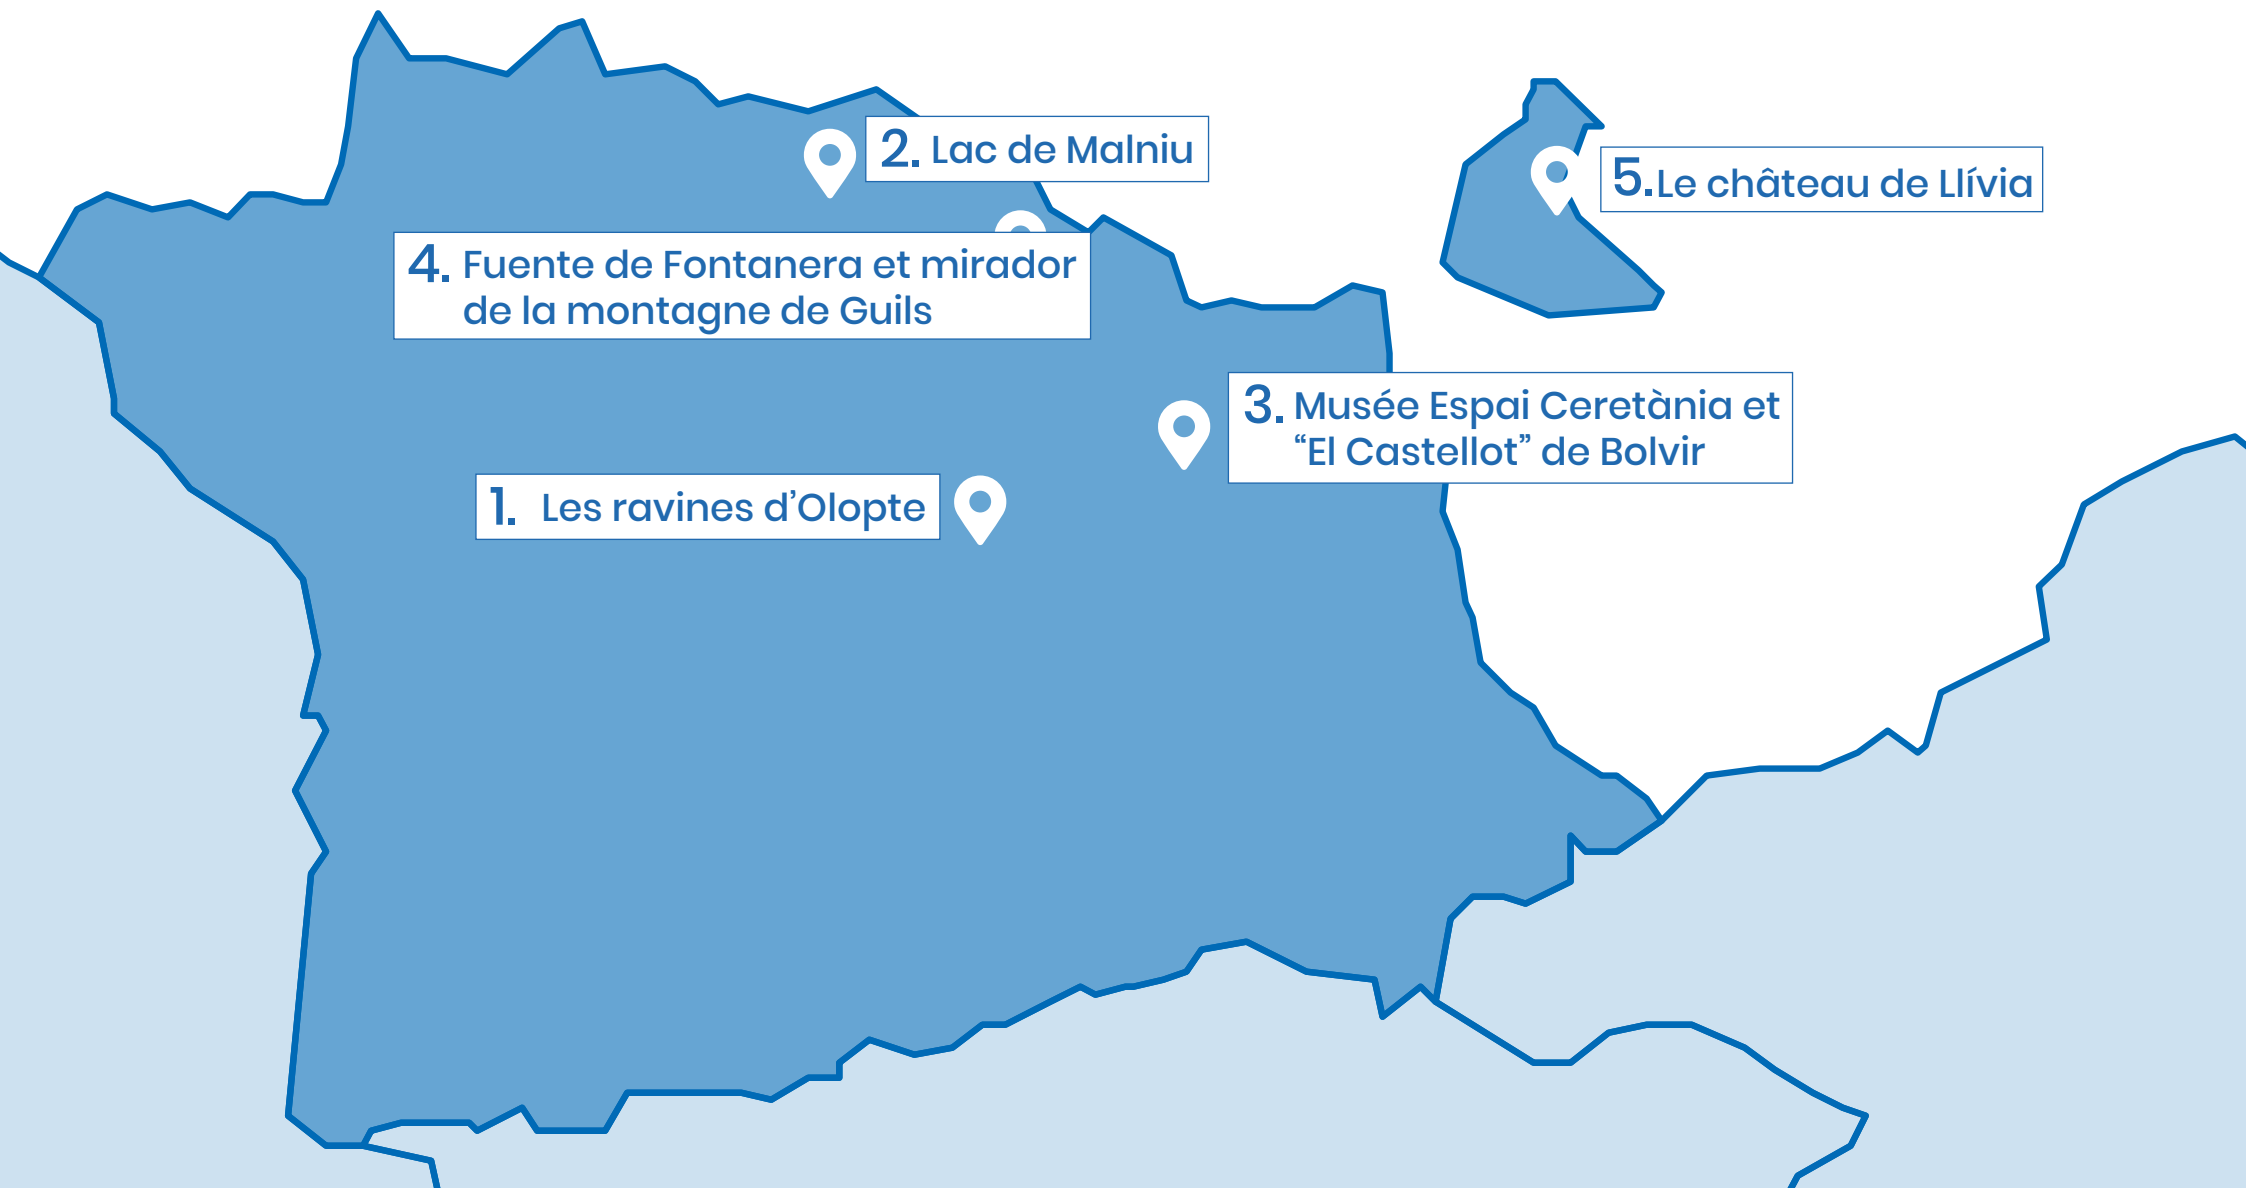 2. Lac de Malniu
5. Le château de Llívia
4. Fuente de Fontanera et mirador
de la montagne de Guils
3. Musée Espai Ceretània et
“El Castellot” de Bolvir
1. Les ravines d’Olopte